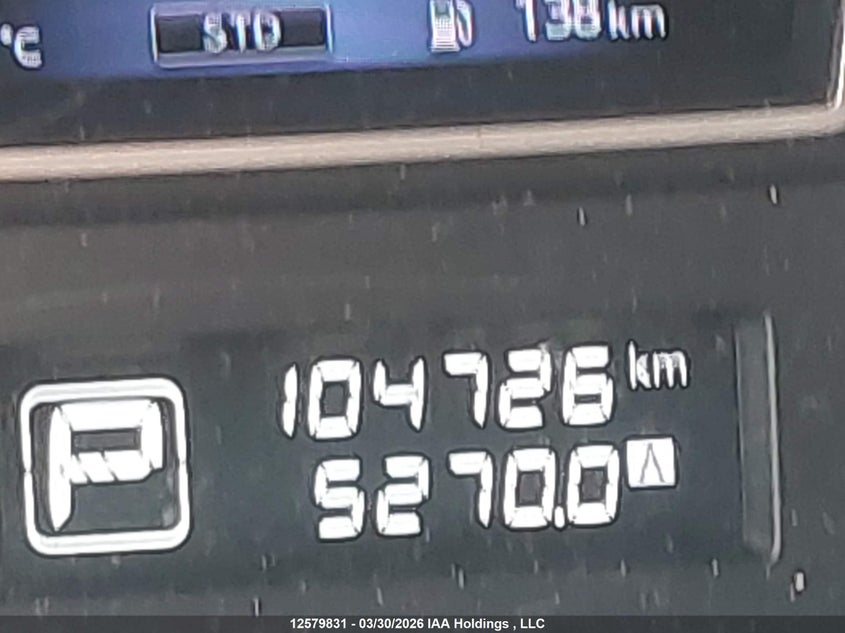 °C STD 138 km
104726 km
P
5270.0 A
12579831 - 03/30/2026 IAA Holdings , LLC